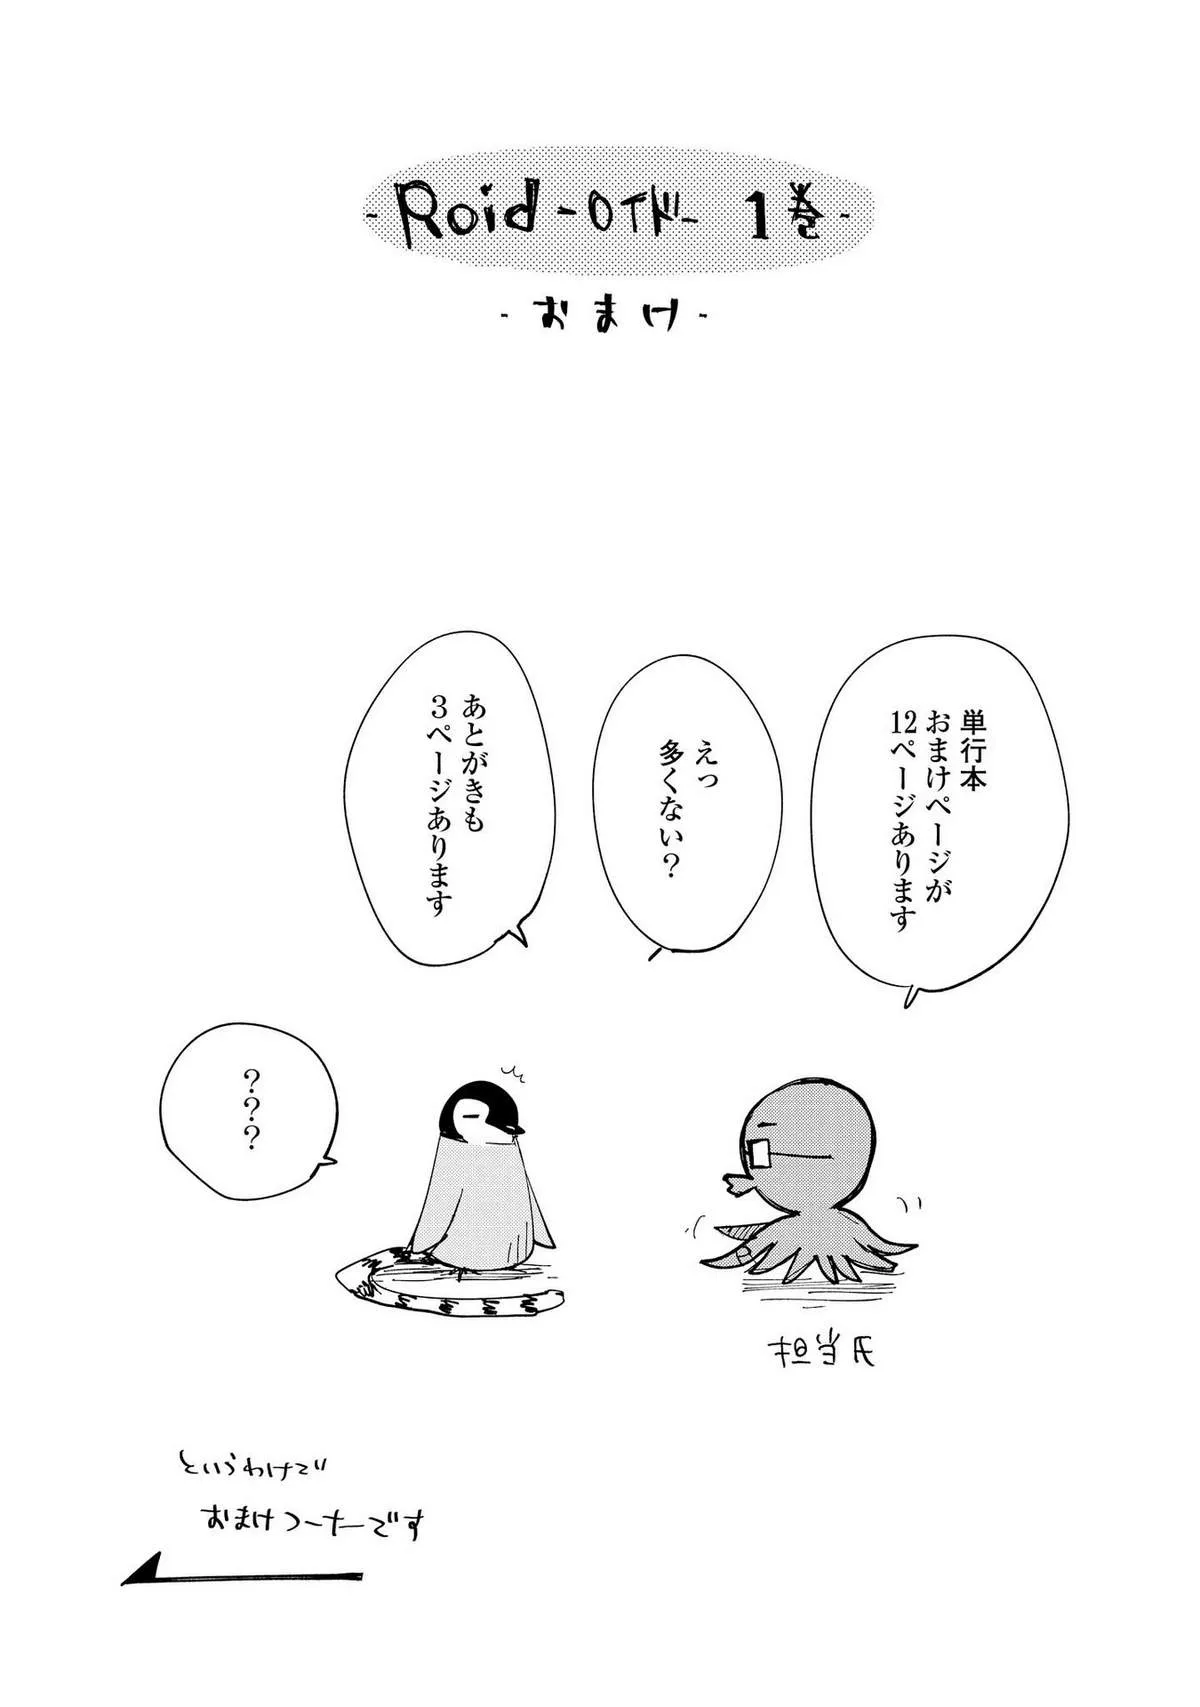 - Roid -ロイド- 1巻 -
- おまけ -
単行本
おまけページが
12ページあります
えっ
多くない？
あとがきも
3ページあります
？？？
担当氏
というわけで
おまけコーナーです